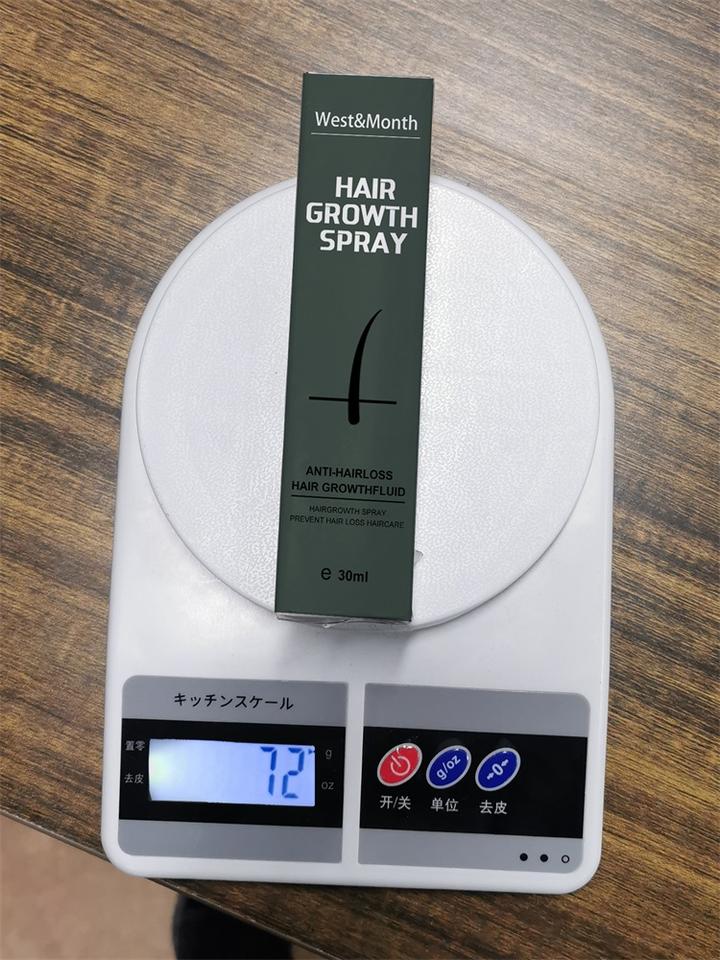 West&Month
HAIR
GROWTH
SPRAY
ANTI-HAIRLOSS
HAIR GROWTHFLUID
HAIRGROWTH SPRAY
PREVENT HAIR LOSS HAIRCARE
e 30ml
キッチンスケール
置零
去皮
72
g
oz
g/oz
→0←
开/关
单位
去皮